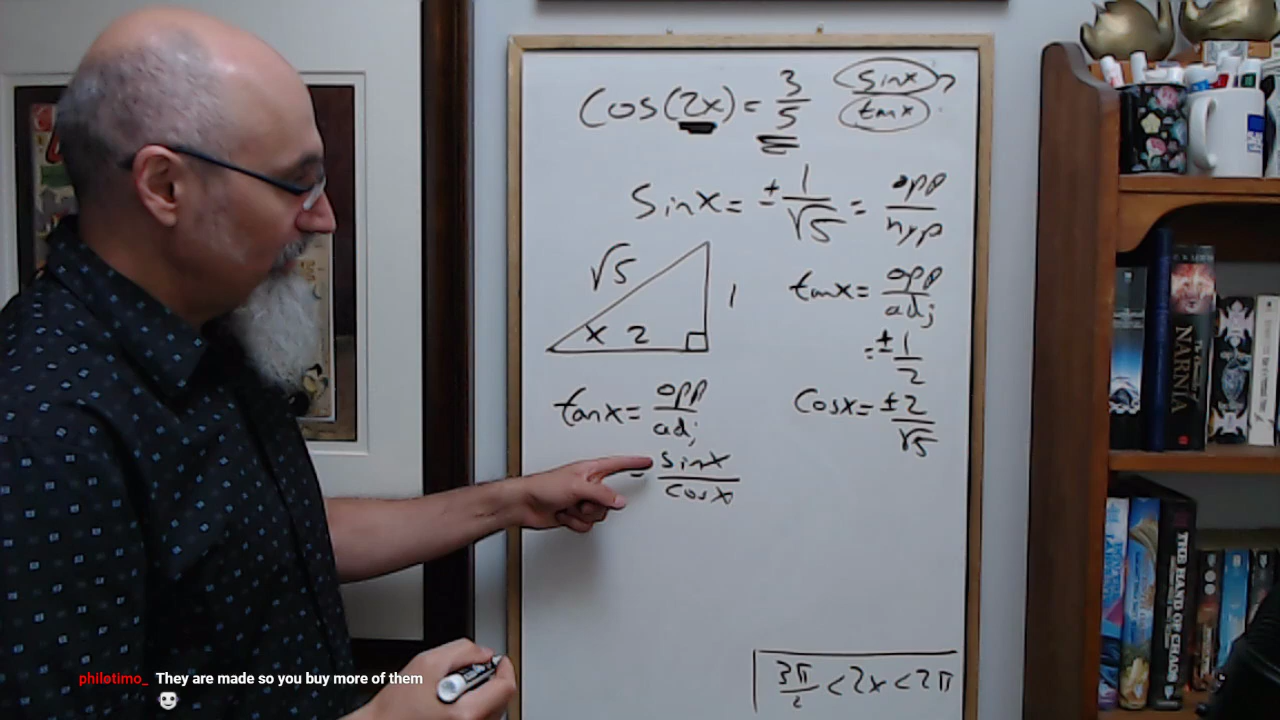 Cos(2x) = 3/5
sinx/tanx ?
Sinx = ± 1/√5 = opp/hyp
√5
1
x 2
tanx = opp/adj
= ± 1/2
tanx = opp/adj
= sinx/cosx
Cosx = ± 2/√5
3π/2 < 2x < 2π
NARNIA
THE HAND OF CHAOS
philotimo_ They are made so you buy more of them